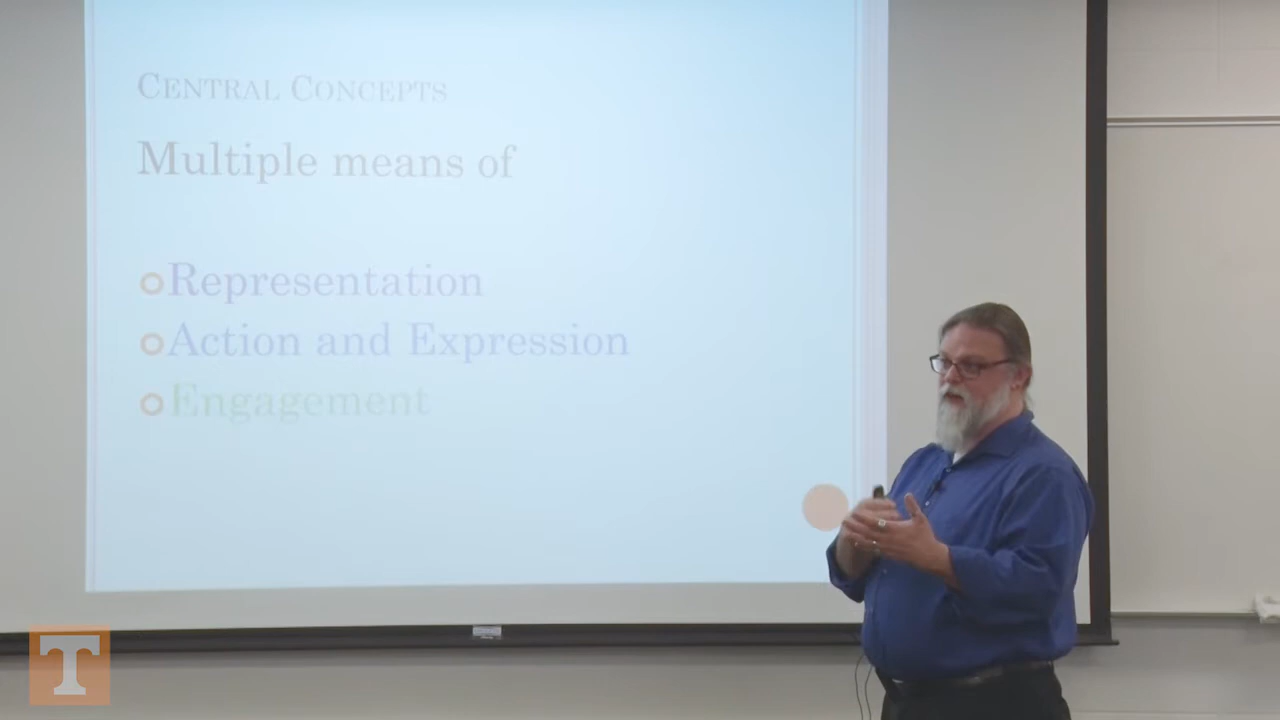 CENTRAL CONCEPTS
Multiple means of
Representation
Action and Expression
Engagement
T